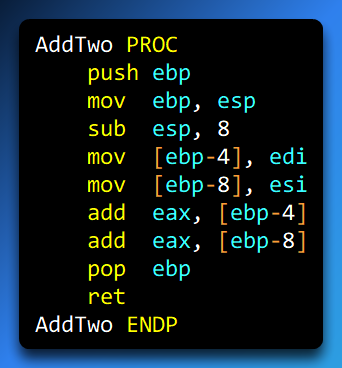 AddTwo PROC
    push ebp
    mov  ebp, esp
    sub  esp, 8
    mov  [ebp-4], edi
    mov  [ebp-8], esi
    add  eax, [ebp-4]
    add  eax, [ebp-8]
    pop  ebp
    ret
AddTwo ENDP